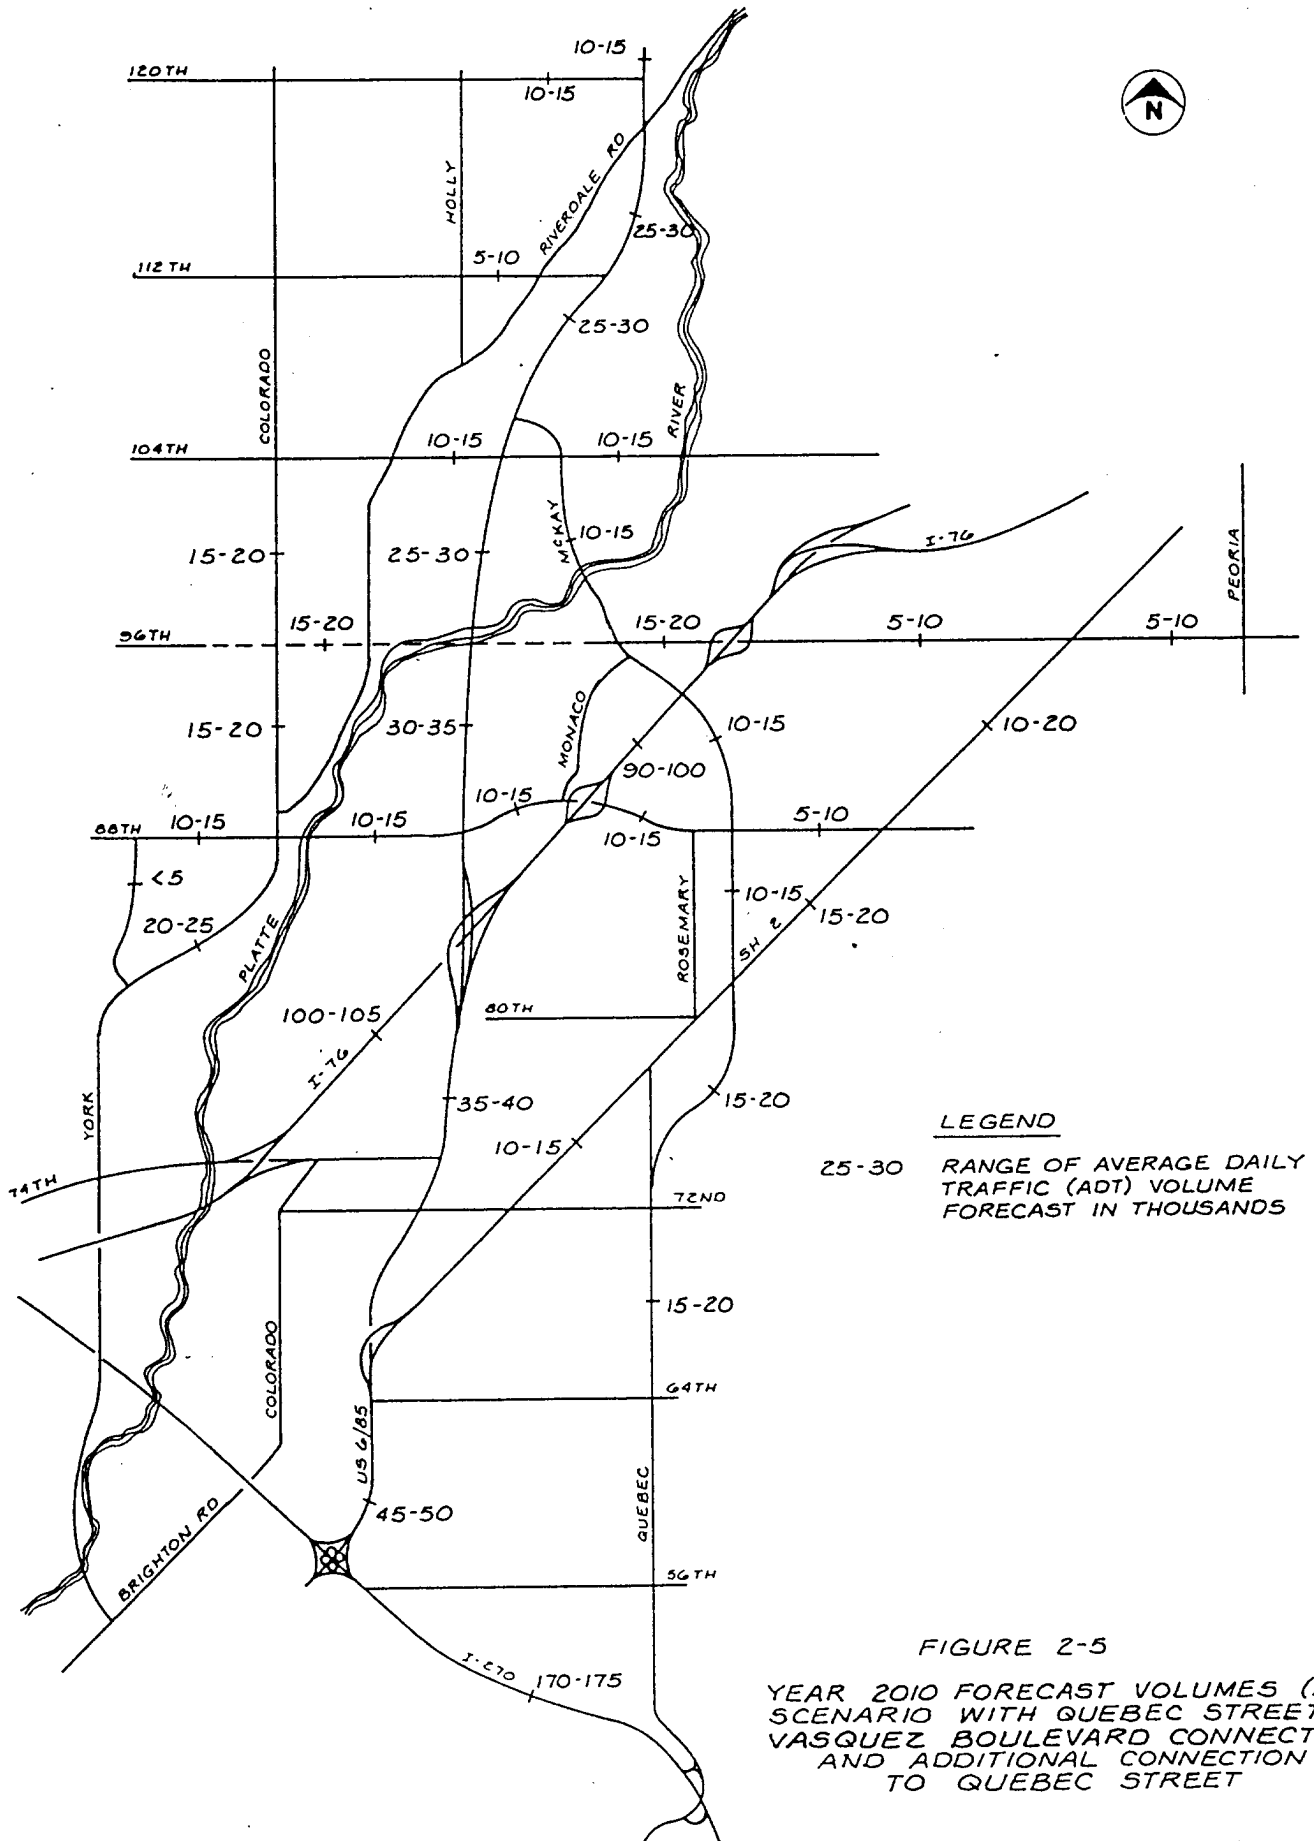 10-15
120TH
10-15
N
HOLLY
RIVERDALE RD
25-30
5-10
112TH
25-30
COLORADO
RIVER
10-15
10-15
104TH
MCKAY
10-15
15-20
25-30
I-76
PEORIA
96TH
15-20
15-20
5-10
5-10
15-20
30-35
MONACO
10-15
10-20
90-100
10-15
88TH
10-15
10-15
10-15
5-10
<5
ROSEMARY
10-15
15-20
20-25
PLATTE
SH 2
100-105
80TH
I-76
YORK
35-40
15-20
10-15
LEGEND
25-30 RANGE OF AVERAGE DAILY
TRAFFIC (ADT) VOLUME
FORECAST IN THOUSANDS
74TH
72ND
15-20
COLORADO
64TH
US 6/85
QUEBEC
45-50
BRIGHTON RD
56TH
I-270
170-175
FIGURE 2-5
YEAR 2010 FORECAST VOLUMES (
SCENARIO WITH QUEBEC STREET
VASQUEZ BOULEVARD CONNECT
AND ADDITIONAL CONNECTION
TO QUEBEC STREET